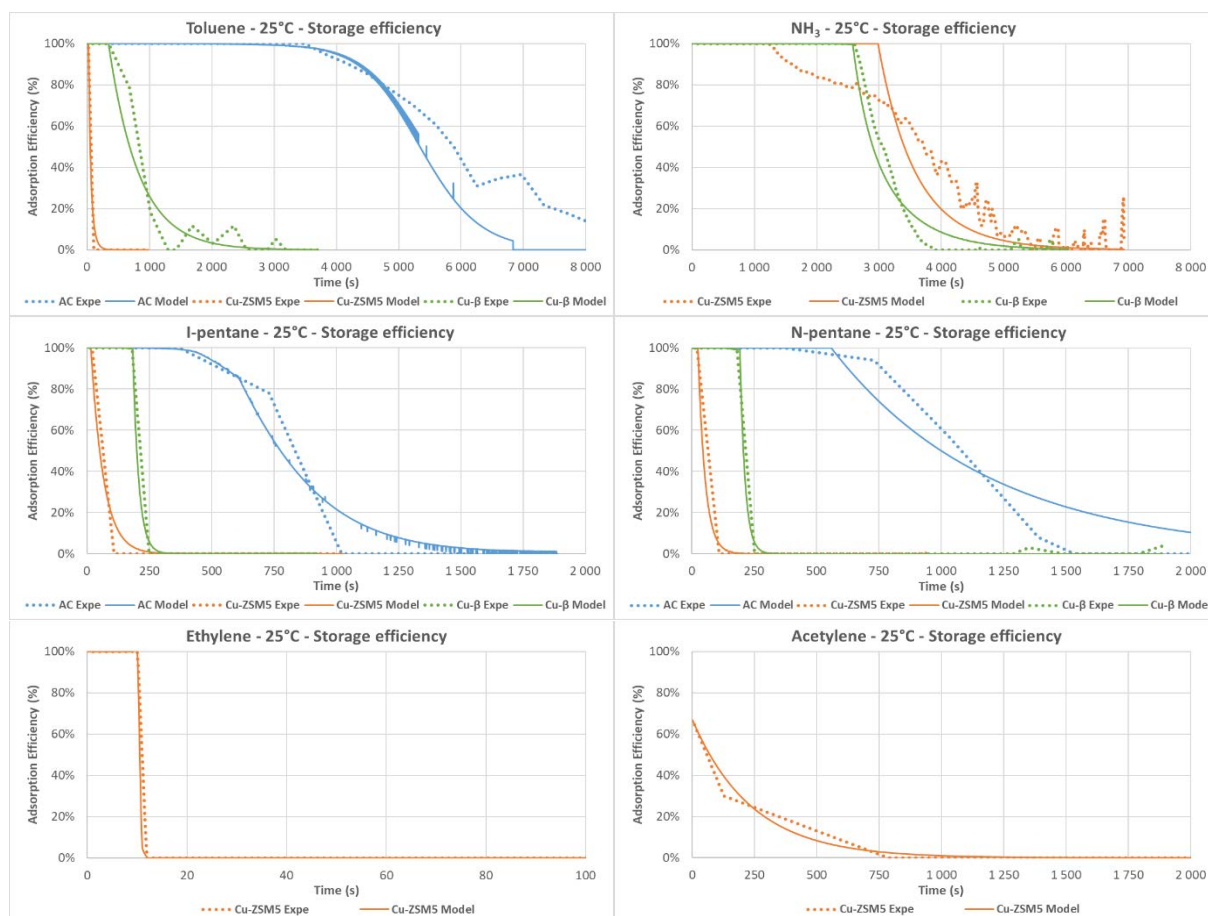 Toluene - 25°C - Storage efficiency
Adsorption Efficiency (%)
100%
80%
60%
40%
20%
0%
0 1 000 2 000 3 000 4 000 5 000 6 000 7 000 8 000
Time (s)
AC Expe AC Model Cu-ZSM5 Expe Cu-ZSM5 Model Cu-β Expe Cu-β Model
NH₃ - 25°C - Storage efficiency
Adsorption Efficiency (%)
100%
80%
60%
40%
20%
0%
0 1 000 2 000 3 000 4 000 5 000 6 000 7 000 8 000
Time (s)
Cu-ZSM5 Expe Cu-ZSM5 Model Cu-β Expe Cu-β Model
I-pentane - 25°C - Storage efficiency
Adsorption Efficiency (%)
100%
80%
60%
40%
20%
0%
0 250 500 750 1 000 1 250 1 500 1 750 2 000
Time (s)
AC Expe AC Model Cu-ZSM5 Expe Cu-ZSM5 Model Cu-β Expe Cu-β Model
N-pentane - 25°C - Storage efficiency
Adsorption Efficiency (%)
100%
80%
60%
40%
20%
0%
0 250 500 750 1 000 1 250 1 500 1 750 2 000
Time (s)
AC Expe AC Model Cu-ZSM5 Expe Cu-ZSM5 Model Cu-β Expe Cu-β Model
Ethylene - 25°C - Storage efficiency
Adsorption Efficiency (%)
100%
80%
60%
40%
20%
0%
0 20 40 60 80 100
Time (s)
Cu-ZSM5 Expe Cu-ZSM5 Model
Acetylene - 25°C - Storage efficiency
Adsorption Efficiency (%)
100%
80%
60%
40%
20%
0%
0 250 500 750 1 000 1 250 1 500 1 750 2 000
Time (s)
Cu-ZSM5 Expe Cu-ZSM5 Model